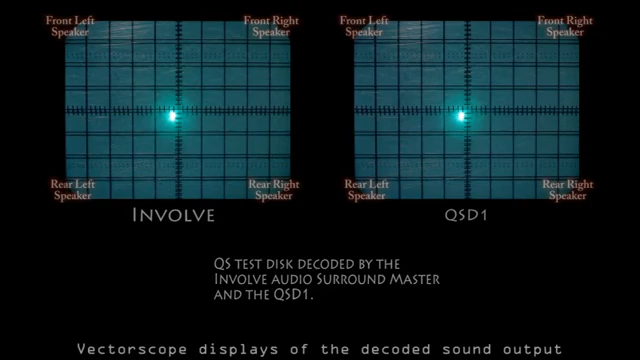 Front Left
Speaker
Front Right
Speaker
Front Left
Speaker
Front Right
Speaker
Rear Left
Speaker
Rear Right
Speaker
Rear Left
Speaker
Rear Right
Speaker
INVOLVE
QSD1
QS TEST DISK DECODED BY THE
INVOLVE AUDIO SURROUND MASTER
AND THE QSD1.
Vectorscope displays of the decoded sound output